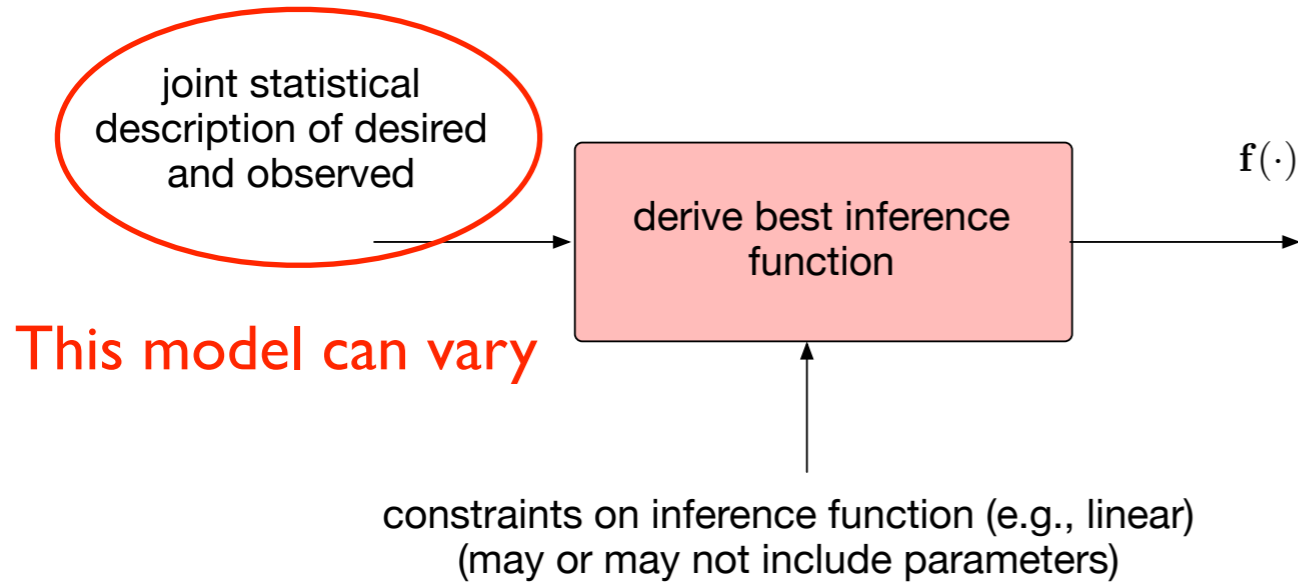 joint statistical
description of desired
and observed
derive best inference
function
f(·)
This model can vary
constraints on inference function (e.g., linear)
(may or may not include parameters)